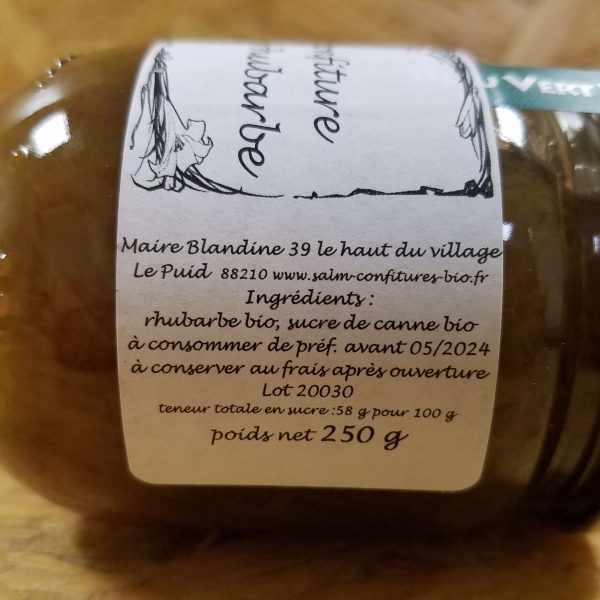 onfiture
hubarbe
U VERT
Maire Blandine 39 le haut du village
Le Puid 88210 www.salm-confitures-bio.fr
Ingrédients :
rhubarbe bio, sucre de canne bio
à consommer de préf. avant 05/2024
à conserver au frais après ouverture
Lot 20030
teneur totale en sucre :58 g pour 100 g
poids net 250 g